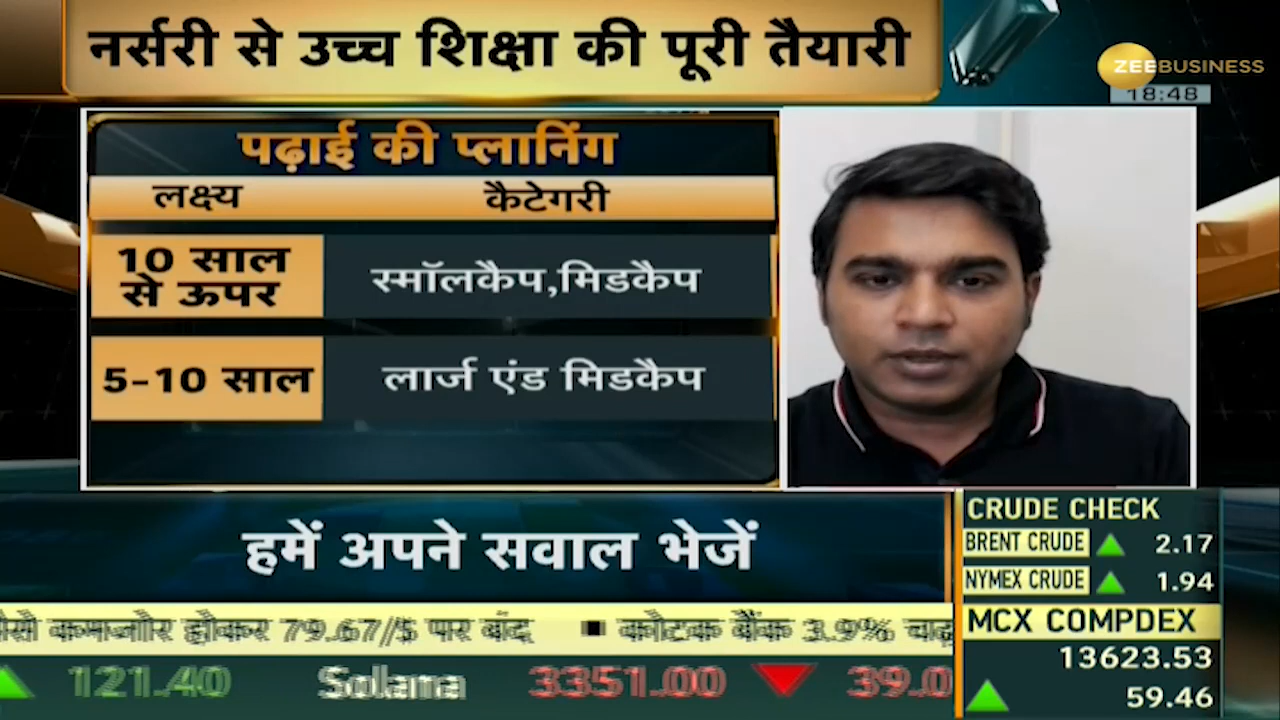 नर्सरी से उच्च शिक्षा की पूरी तैयारी
ZEEBUSINESS
18:48
पढ़ाई की प्लानिंग
लक्ष्य कैटेगरी
10 साल
से ऊपर
स्मॉलकैप,मिडकैप
5-10 साल
लार्ज एंड मिडकैप
हमें अपने सवाल भेजें
CRUDE CHECK
BRENT CRUDE 2.17
NYMEX CRUDE 1.94
MCX COMPDEX
13623.53
59.46
कमजोर होकर 79.67/$ पर बंद ■ कोटक बैंक 3.9%
121.40 Solana 3351.00 39.0